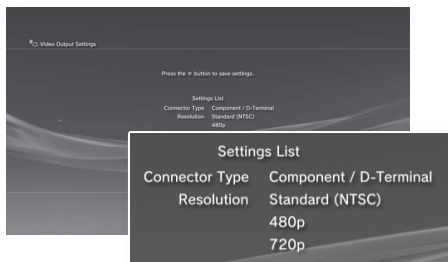 Video Output Settings
Press the × button to save settings.
Settings List
Connector Type Component / D-Terminal
Resolution Standard (NTSC)
480p
Settings List
Connector Type Component / D-Terminal
Resolution Standard (NTSC)
480p
720p